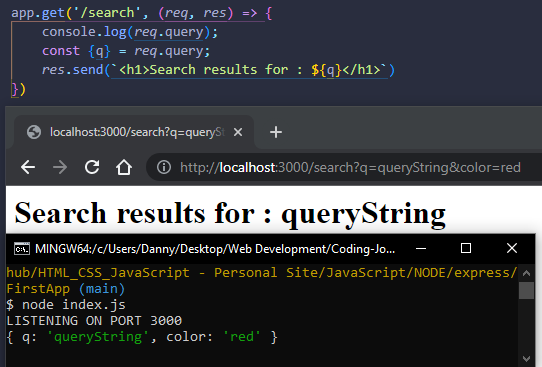 app.get('/search', (req, res) => {
console.log(req.query);
const {q} = req.query;
res.send(`<h1>Search results for : ${q}</h1>`)
})
localhost:3000/search?q=queryS
http://localhost:3000/search?q=queryString&color=red
Search results for : queryString
MINGW64:/c/Users/Danny/Desktop/Web Development/Coding-Jo...
hub/HTML_CSS_JavaScript - Personal Site/JavaScript/NODE/express/
FirstApp (main)
$ node index.js
LISTENING ON PORT 3000
{ q: 'queryString', color: 'red' }